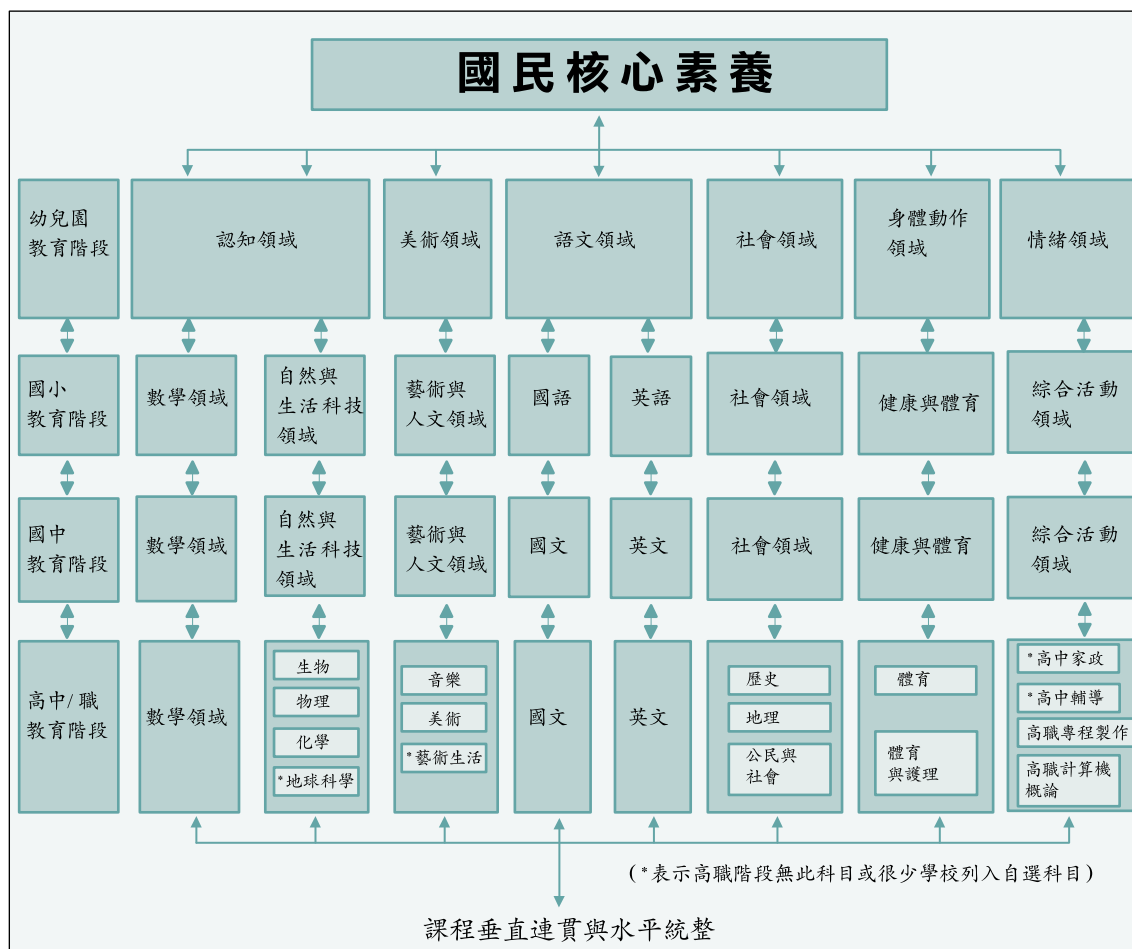 國民核心素養
幼兒園
教育階段
認知領域
美術領域
語文領域
社會領域
身體動作
領域
情緒領域
國小
教育階段
數學領域
自然與
生活科技
領域
藝術與
人文領域
國語
英語
社會領域
健康與體育
綜合活動
領域
國中
教育階段
數學領域
自然與
生活科技
領域
藝術與
人文領域
國文
英文
社會領域
健康與體育
綜合活動
領域
高中/職
教育階段
數學領域
生物
物理
化學
*地球科學
音樂
美術
*藝術生活
國文
英文
歷史
地理
公民與
社會
體育
體育
與護理
*高中家政
*高中輔導
高職專程製作
高職計算機
概論
(*表示高職階段無此科目或很少學校列入自選科目)
課程垂直連貫與水平統整